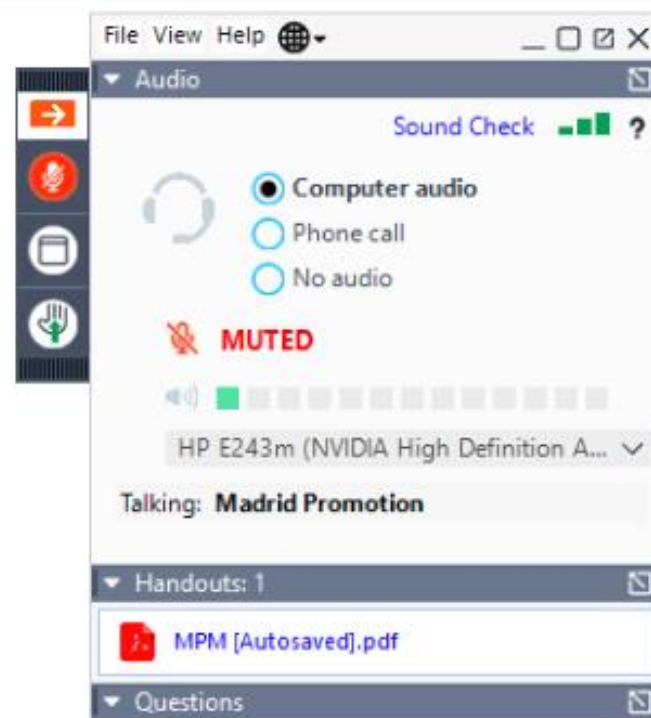 File View Help
Audio
Sound Check ?
Computer audio
Phone call
No audio
MUTED
HP E243m (NVIDIA High Definition A...
Talking: Madrid Promotion
Handouts: 1
MPM [Autosaved].pdf
Questions